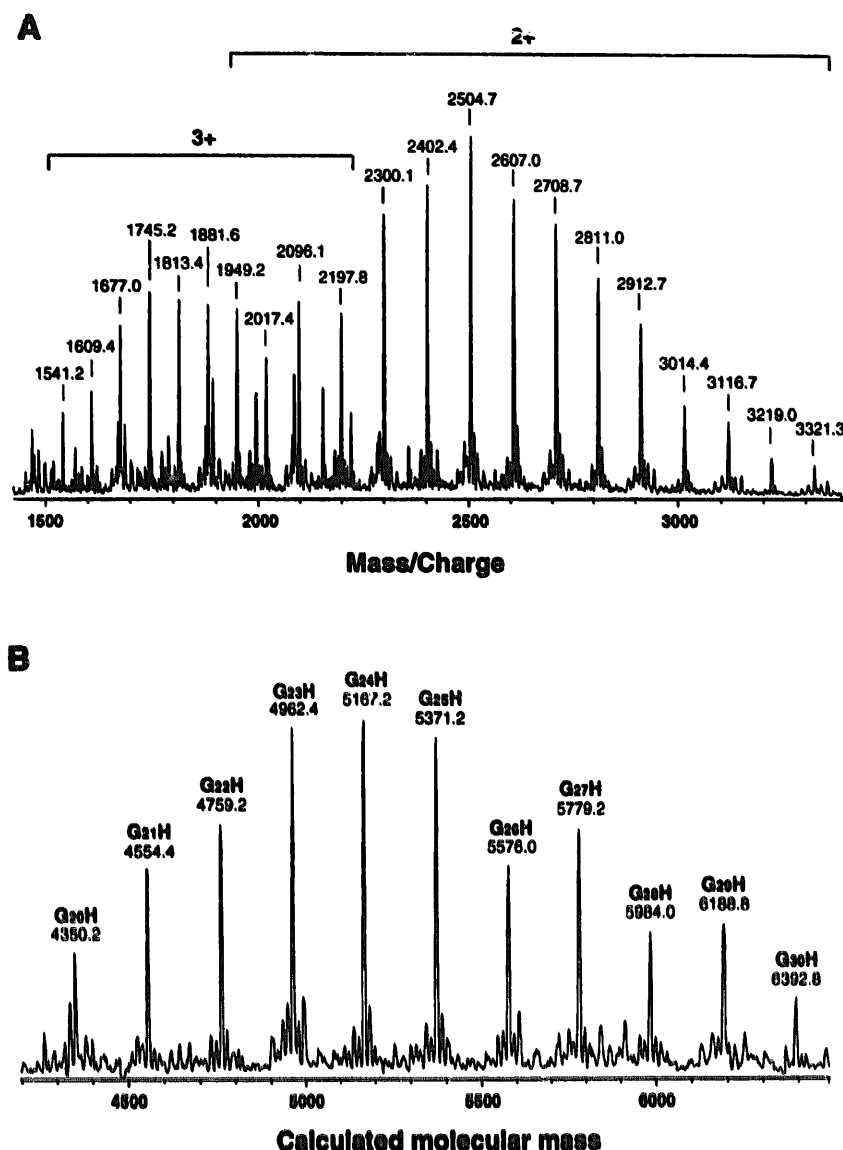 A
2+
2504.7
3+
2402.4
2300.1
2607.0
2708.7
1745.2
1881.6
2096.1
2811.0
1813.4
1949.2
2197.8
2912.7
1677.0
2017.4
1609.4
3014.4
1541.2
3116.7
3219.0
3321.3
1500 2000 2500 3000
Mass/Charge
B
G23H
4962.4
G24H
5167.2
G25H
5371.2
G22H
4759.2
G27H
5779.2
G21H
4554.4
G26H
5576.0
G20H
4350.2
G28H
5984.0
G29H
6188.8
G30H
6392.8
4500 5000 5500 6000
Calculated molecular mass